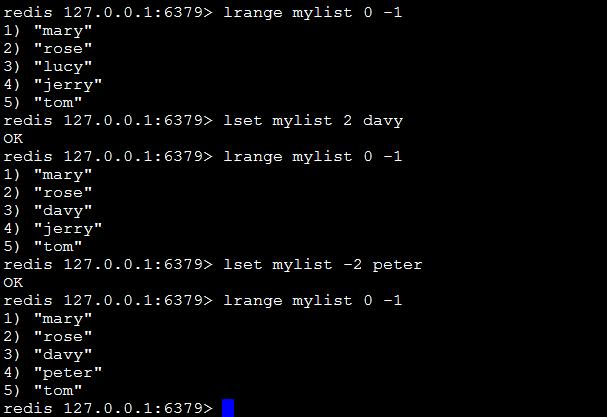 redis 127.0.0.1:6379> lrange mylist 0 -1
1) "mary"
2) "rose"
3) "lucy"
4) "jerry"
5) "tom"
redis 127.0.0.1:6379> lset mylist 2 davy
OK
redis 127.0.0.1:6379> lrange mylist 0 -1
1) "mary"
2) "rose"
3) "davy"
4) "jerry"
5) "tom"
redis 127.0.0.1:6379> lset mylist -2 peter
OK
redis 127.0.0.1:6379> lrange mylist 0 -1
1) "mary"
2) "rose"
3) "davy"
4) "peter"
5) "tom"
redis 127.0.0.1:6379>